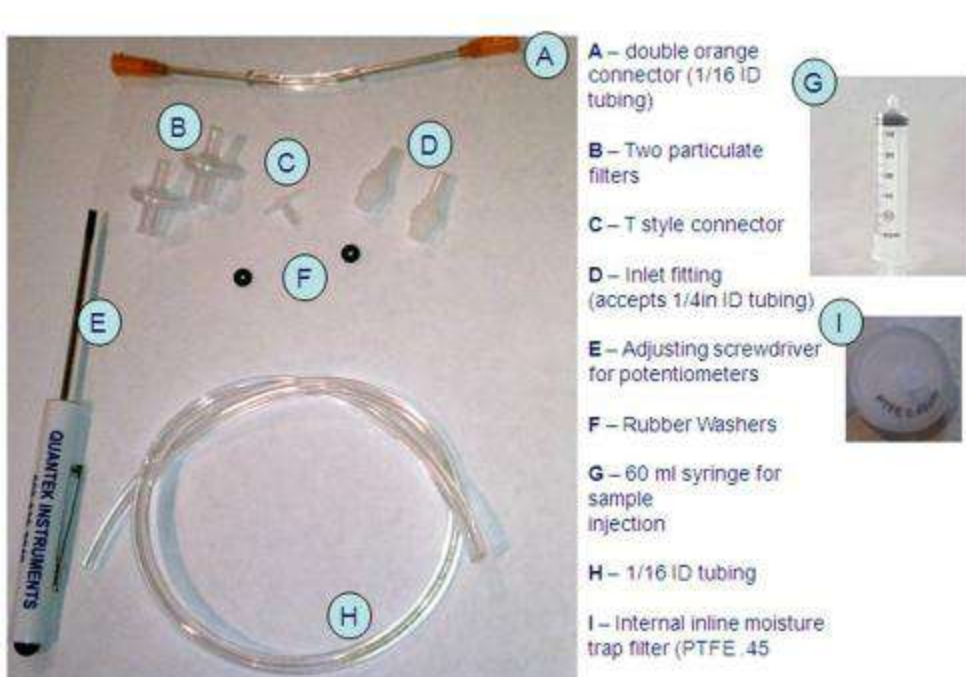 A
B
C
D
E
F
H
QUANTEK INSTRUMENTS
A – double orange
connector (1/16 ID
tubing)
B – Two particulate
filters
C – T style connector
D – Inlet fitting
(accepts 1/4in ID tubing)
E – Adjusting screwdriver
for potentiometers
F – Rubber Washers
G – 60 ml syringe for
sample
injection
H – 1/16 ID tubing
I – Internal inline moisture
trap filter (PTFE .45
G
I
PTFE